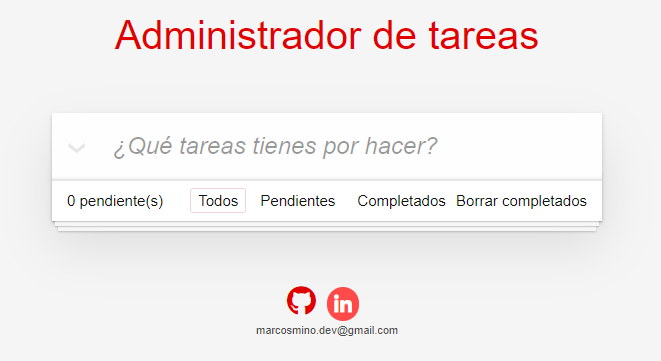 Administrador de tareas
¿Qué tareas tienes por hacer?
0 pendiente(s) Todos Pendientes Completados Borrar completados
in
marcosmino.dev@gmail.com